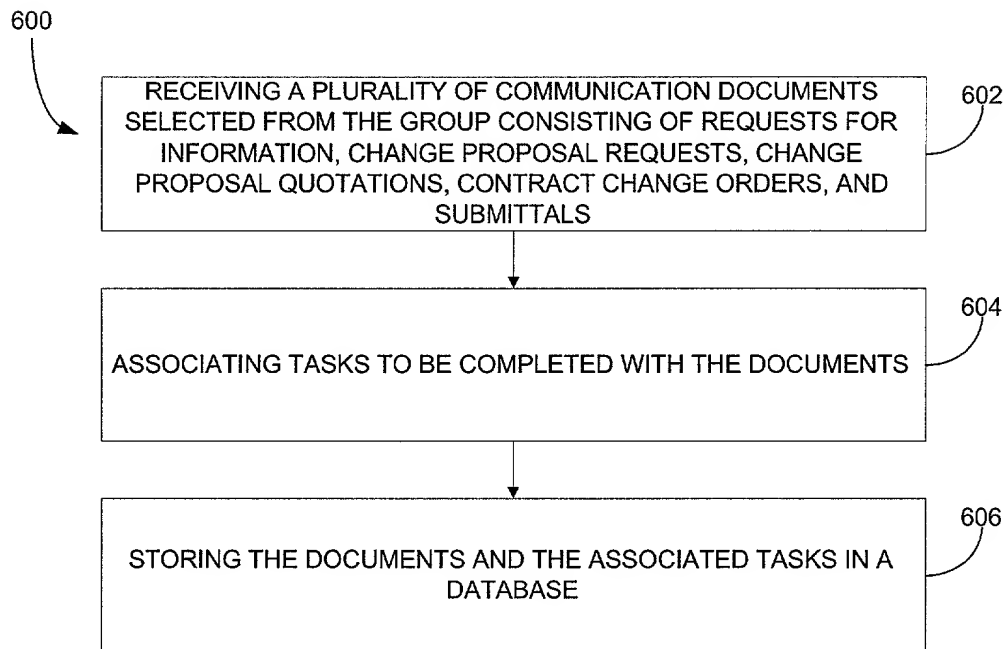 600
RECEIVING A PLURALITY OF COMMUNICATION DOCUMENTS
SELECTED FROM THE GROUP CONSISTING OF REQUESTS FOR
INFORMATION, CHANGE PROPOSAL REQUESTS, CHANGE
PROPOSAL QUOTATIONS, CONTRACT CHANGE ORDERS, AND
SUBMITTALS
602
ASSOCIATING TASKS TO BE COMPLETED WITH THE DOCUMENTS
604
STORING THE DOCUMENTS AND THE ASSOCIATED TASKS IN A
DATABASE
606